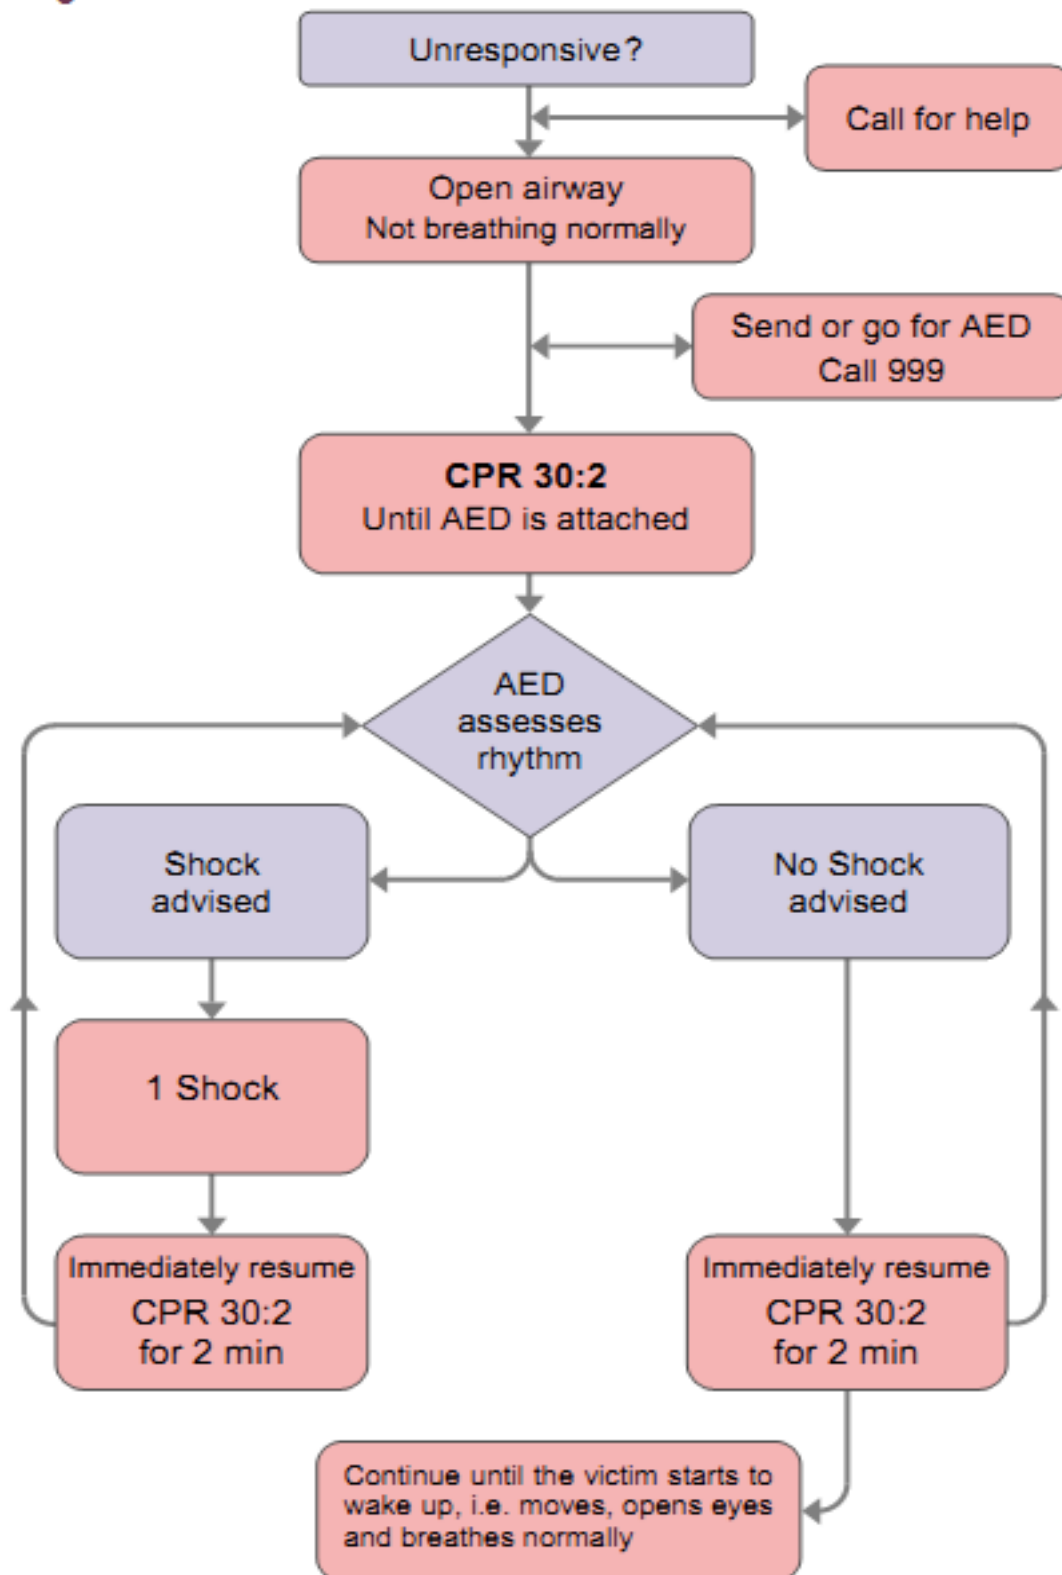 Unresponsive?
Call for help
Open airway
Not breathing normally
Send or go for AED
Call 999
CPR 30:2
Until AED is attached
AED
assesses
rhythm
Shock
advised
No Shock
advised
1 Shock
Immediately resume
CPR 30:2
for 2 min
Immediately resume
CPR 30:2
for 2 min
Continue until the victim starts to
wake up, i.e. moves, opens eyes
and breathes normally